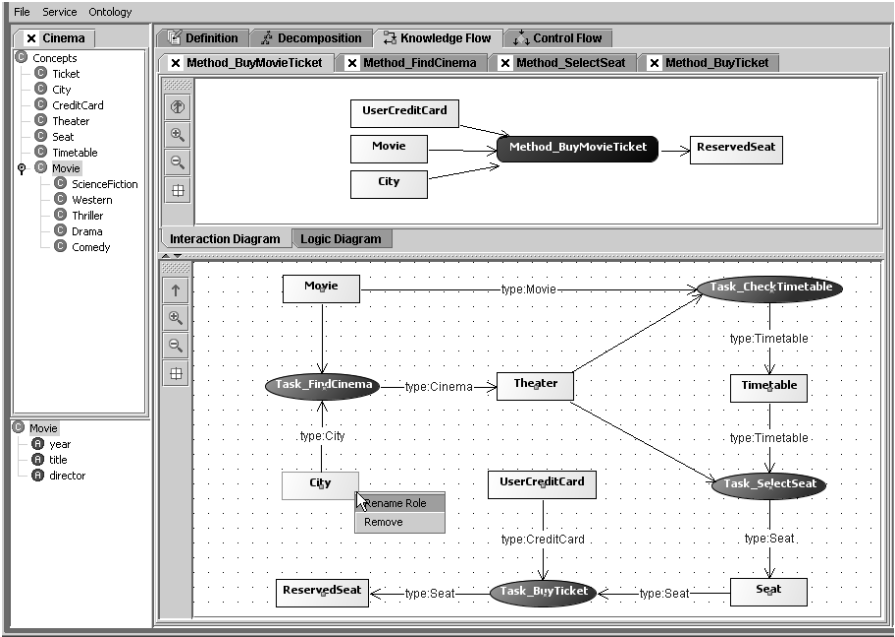 File Service Ontology
Cinema
Concepts
Ticket
City
CreditCard
Theater
Seat
Timetable
Movie
ScienceFiction
Western
Thriller
Drama
Comedy
Movie
year
title
director
Definition Decomposition Knowledge Flow Control Flow
Method_BuyMovieTicket Method_FindCinema Method_SelectSeat Method_BuyTicket
UserCreditCard
Movie Method_BuyMovieTicket ReservedSeat
City
Interaction Diagram Logic Diagram
Movie type:Movie Task_CheckTimetable
type:Timetable
Task_FindCinema type:Cinema Theater Timetable
type:City type:Timetable
City UserCreditCard Task_SelectSeat
Rename Role
Remove
type:CreditCard type:Seat
ReservedSeat type:Seat Task_BuyTicket type:Seat Seat